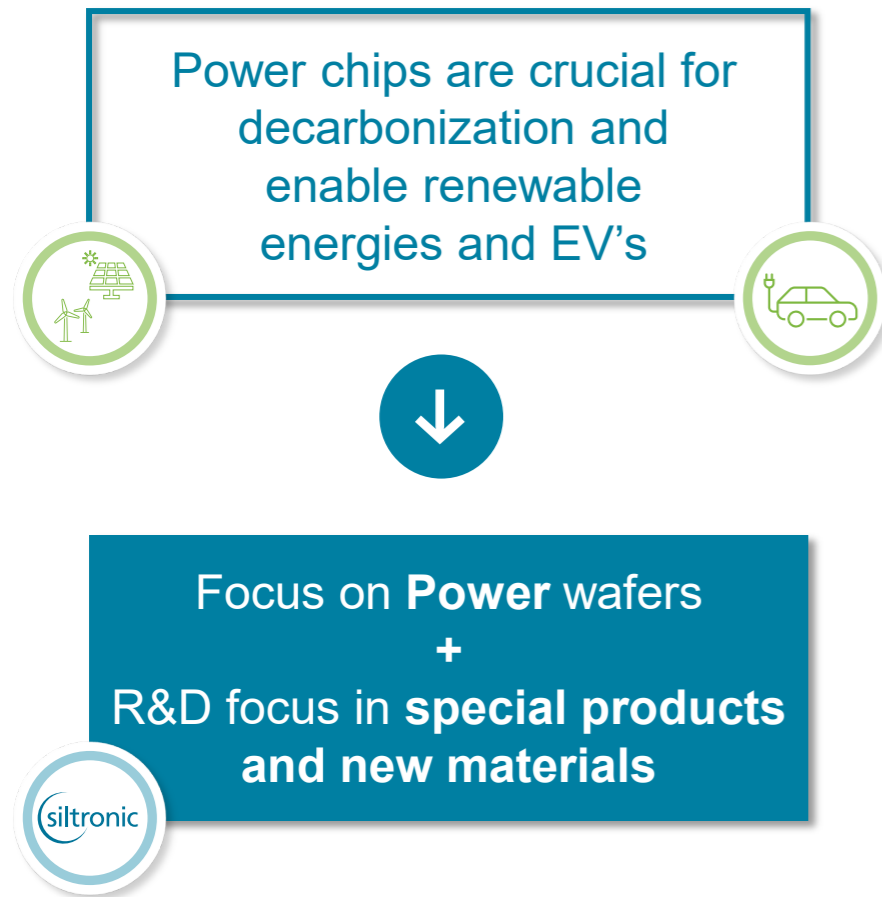 Power chips are crucial for
decarbonization and
enable renewable
energies and EV’s
Focus on Power wafers
+
R&D focus in special products
and new materials
siltronic